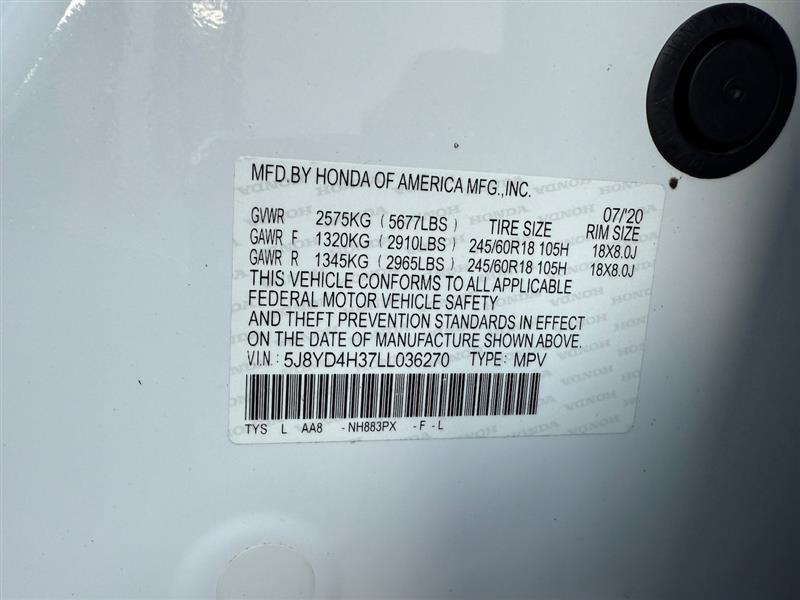 MFD.BY HONDA OF AMERICA MFG.,INC.
07/'20
GVWR 2575KG ( 5677LBS ) TIRE SIZE RIM SIZE
GAWR F 1320KG ( 2910LBS ) 245/60R18 105H 18X8.0J
GAWR R 1345KG ( 2965LBS ) 245/60R18 105H 18X8.0J
THIS VEHICLE CONFORMS TO ALL APPLICABLE
FEDERAL MOTOR VEHICLE SAFETY
AND THEFT PREVENTION STANDARDS IN EFFECT
ON THE DATE OF MANUFACTURE SHOWN ABOVE.
V.I.N.: 5J8YD4H37LL036270 TYPE: MPV
TYS L AA8 -NH883PX -F-L